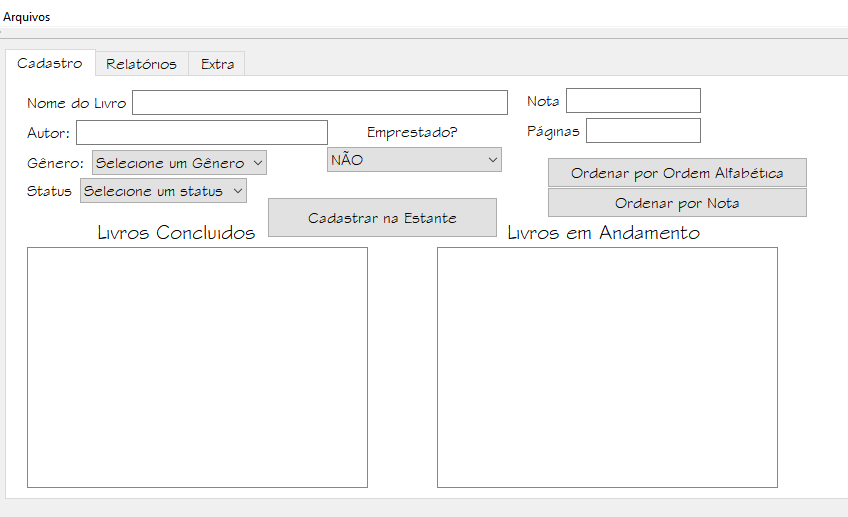 Arquivos
Cadastro Relatórios Extra
Nome do Livro
Nota
Autor:
Emprestado?
Páginas
Gênero: Selecione um Gênero
NÃO
Ordenar por Ordem Alfabética
Status Selecione um status
Ordenar por Nota
Cadastrar na Estante
Livros Concluidos
Livros em Andamento